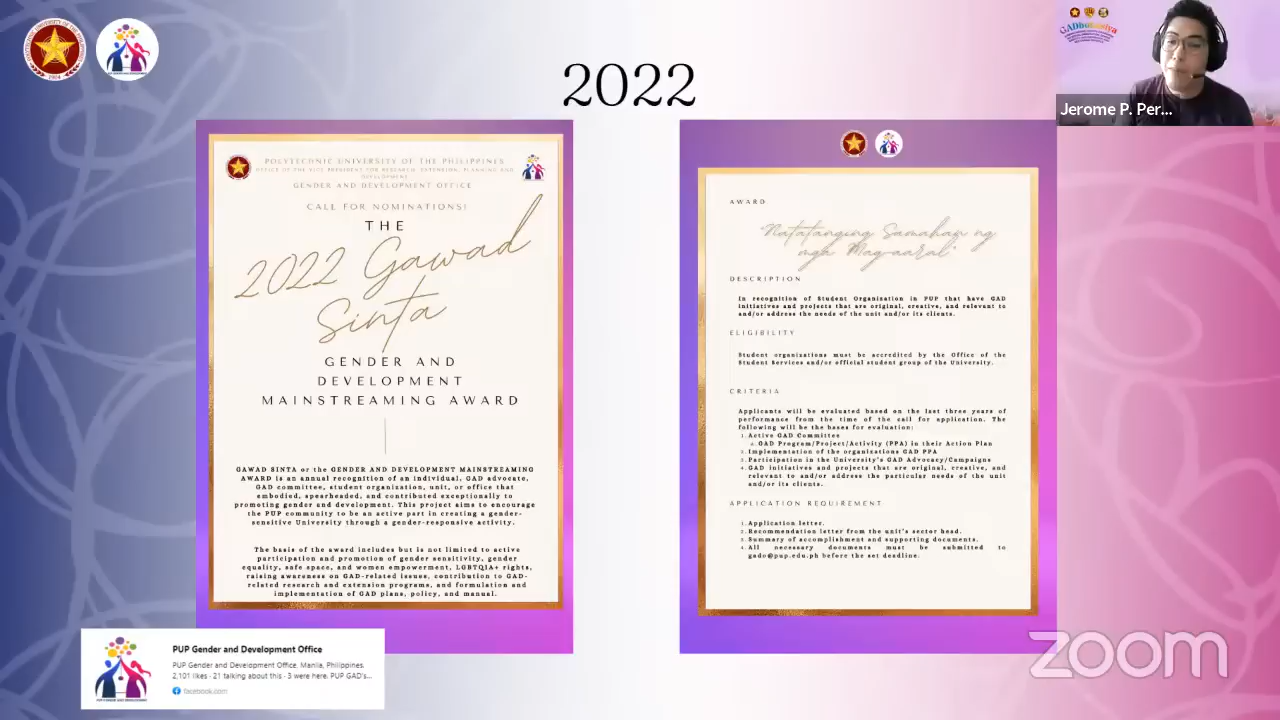 2022
Jerome P. Per...
POLYTECHNIC UNIVERSITY OF THE PHILIPPINES
OFFICE OF THE VICE PRESIDENT FOR RESEARCH, EXTENSION, PLANNING AND
DEVELOPMENT
GENDER AND DEVELOPMENT OFFICE
CALL FOR NOMINATIONS!
THE
2022 Gawad
Sinta
GENDER AND
DEVELOPMENT
MAINSTREAMING AWARD
GAWAD SINTA or the GENDER AND DEVELOPMENT MAINSTREAMING
AWARD is an annual recognition of an individual, GAD advocate,
GAD committee, student organization, unit, or office that
embodied, spearheaded, and contributed exceptionally to
promoting gender and development. This project aims to encourage
the PUP community to be an active part in creating a gender-
sensitive University through a gender-responsive activity.
The basis of the award includes but is not limited to active
participation and promotion of gender sensitivity, gender
equality, safe space, and women empowerment, LGBTQIA+ rights,
raising awareness on GAD-related issues, contribution to GAD-
related research and extension programs, and formulation and
implementation of GAD plans, policy, and manual.
AWARD
"Natatanging Samahan ng
mga Mag-aaral"
DESCRIPTION
In recognition of Student Organization in PUP that have GAD
initiatives and projects that are original, creative, and relevant to
and/or address the needs of the unit and/or its clients.
ELIGIBILITY
Student organizations must be accredited by the Office of the
Student Services and/or official student group of the University.
CRITERIA
Applicants will be evaluated based on the last three years of
performance from the time of the call for application. The
following will be the bases for evaluation:
1. Active GAD Committee
a. GAD Program/Project/Activity (PPA) in their Action Plan
2. Implementation of the organizations GAD PPA
3. Participation in the University's GAD Advocacy/Campaigns
4. GAD initiatives and projects that are original, creative, and
relevant to and/or address the particular needs of the unit
and/or its clients.
APPLICATION REQUIREMENT
1. Application letter.
2. Recommendation letter from the unit's sector head.
3. Summary of accomplishment and supporting documents.
4. All necessary documents must be submitted to
gado@pup.edu.ph before the set deadline.
PUP Gender and Development Office
PUP Gender and Development Office, Manila, Philippines.
2,101 likes · 21 talking about this · 3 were here. PUP GAD's...
facebook.com
zoom